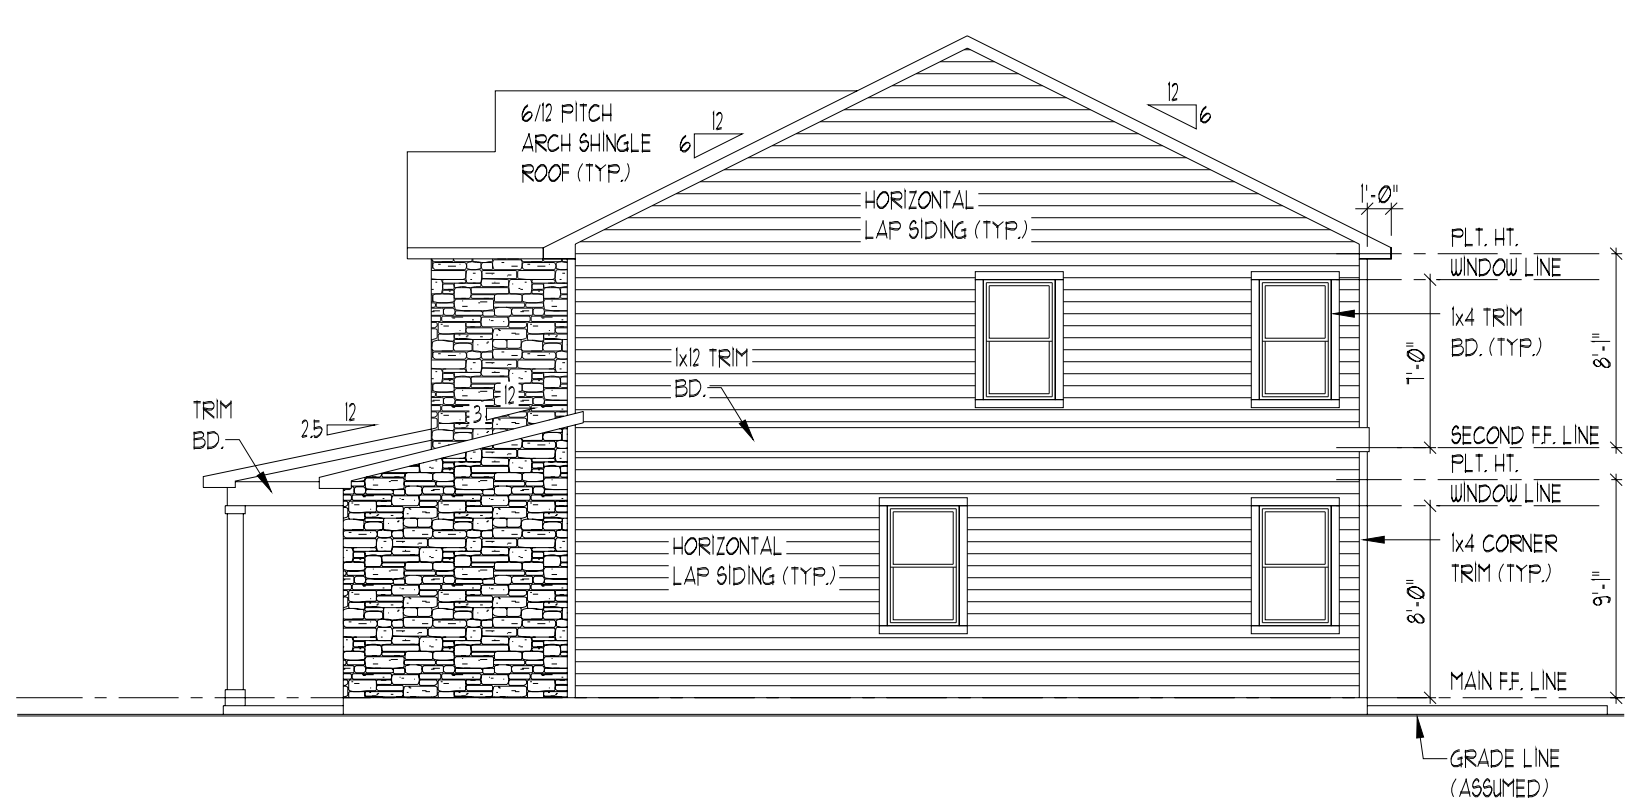 6/12 PITCH
ARCH SHINGLE
ROOF (TYP.)
12
6
12
6
HORIZONTAL
LAP SIDING (TYP.)
1'-0"
PLT. HT.
WINDOW LINE
1x4 TRIM
BD. (TYP.)
7'-0"
8'-1"
1x12 TRIM
BD.
12
3
12
2.5
TRIM
BD.
SECOND F.F. LINE
PLT. HT.
WINDOW LINE
HORIZONTAL
LAP SIDING (TYP.)
1x4 CORNER
TRIM (TYP.)
8'-0"
9'-1"
MAIN F.F. LINE
GRADE LINE
(ASSUMED)